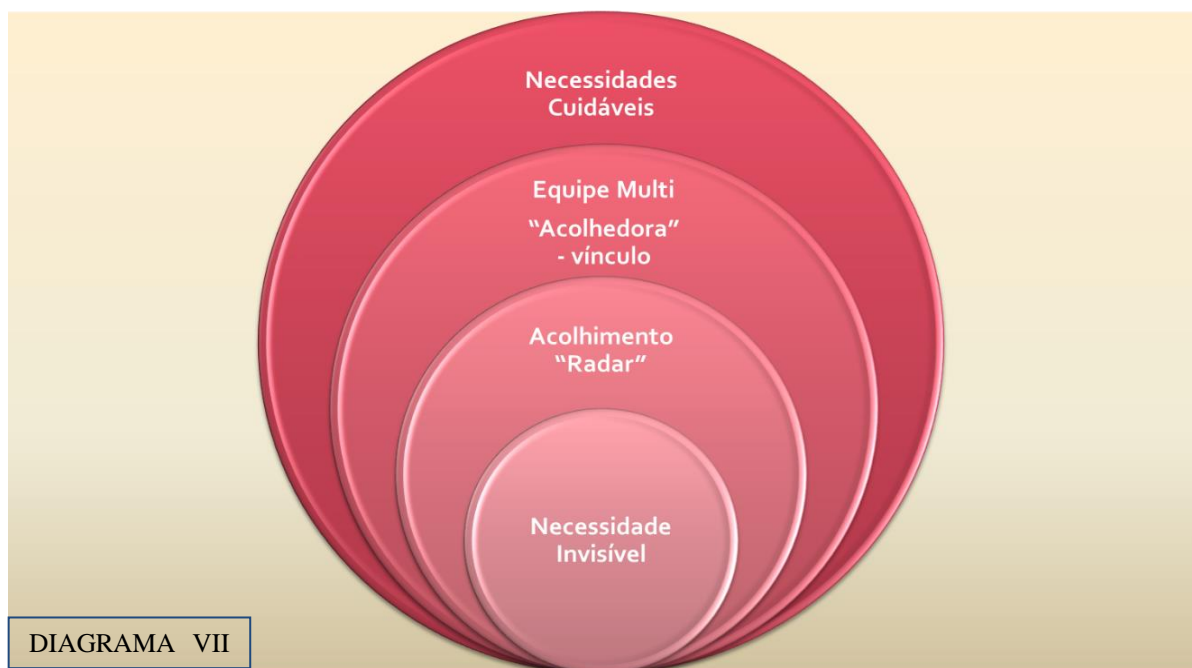 Necessidades
Cuidáveis
Equipe Multi
“Acolhedora”
- vínculo
Acolhimento
“Radar”
Necessidade
Invisível
DIAGRAMA VII